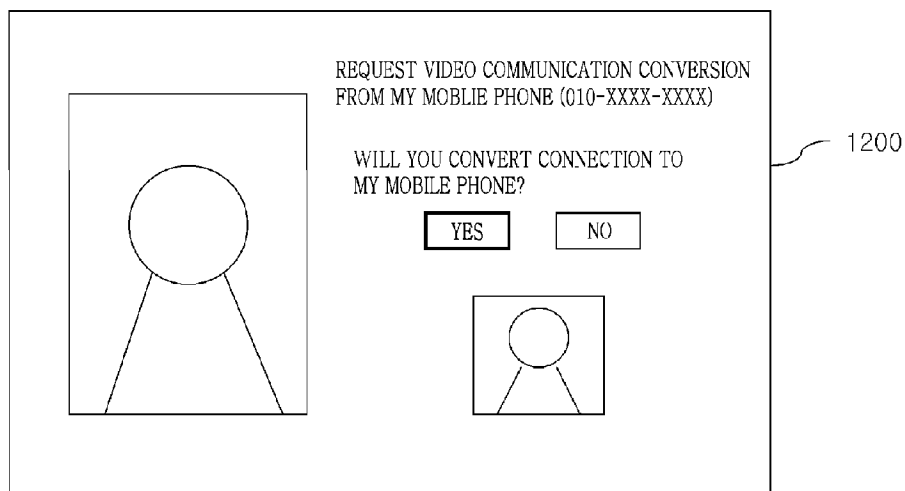 REQUEST VIDEO COMMUNICATION CONVERSION
FROM MY MOBLIE PHONE (010-XXXX-XXXX)
WILL YOU CONVERT CONNECTION TO
MY MOBILE PHONE?
YES NO
1200